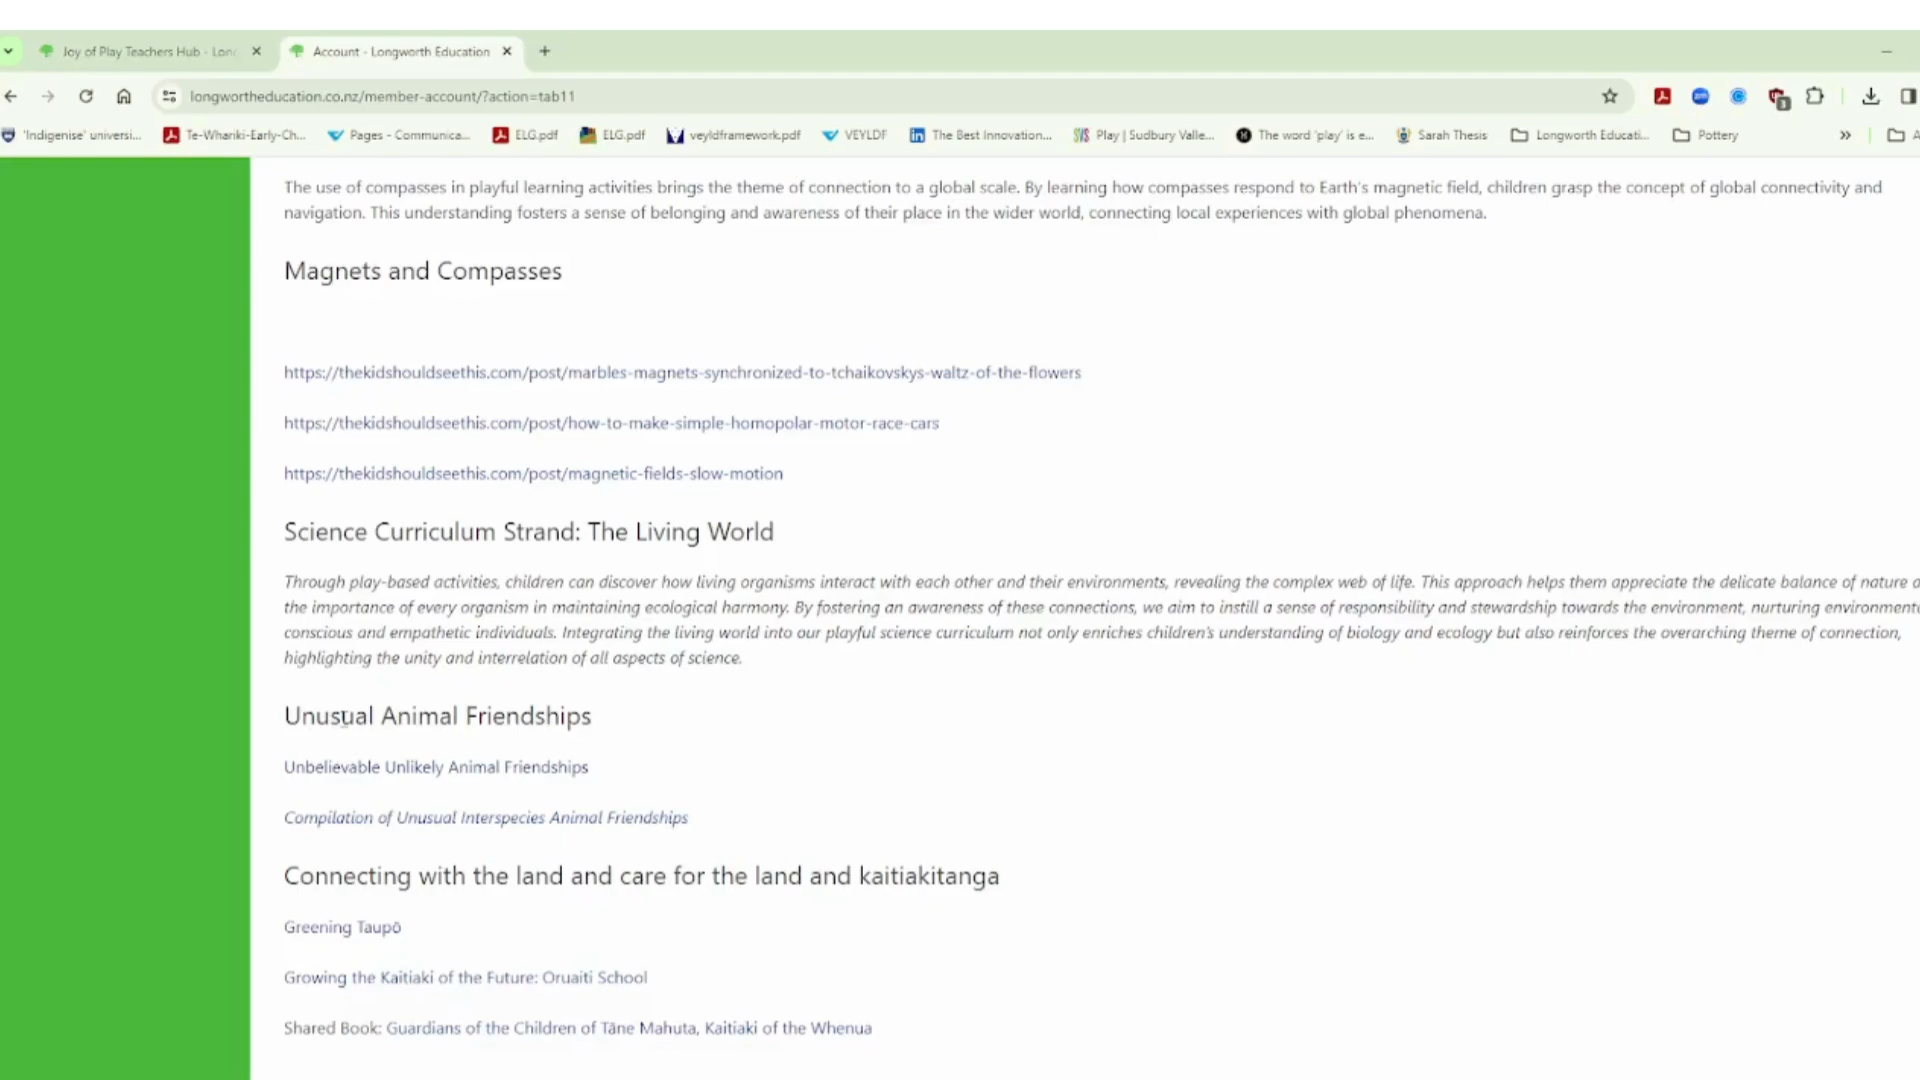 Joy of Play Teachers Hub - Lon
Account - Longworth Education
longwortheducation.co.nz/member-account/?action=tab11
'Indigenise' universi...
Te-Whariki-Early-Ch...
Pages - Communica...
ELG.pdf
ELG.pdf
veyldframework.pdf
VEYLDF
The Best Innovation...
Play | Sudbury Valle...
The word 'play' is e...
Sarah Thesis
Longworth Educati...
Pottery
The use of compasses in playful learning activities brings the theme of connection to a global scale. By learning how compasses respond to Earth's magnetic field, children grasp the concept of global connectivity and
navigation. This understanding fosters a sense of belonging and awareness of their place in the wider world, connecting local experiences with global phenomena.
Magnets and Compasses
https://thekidshouldseethis.com/post/marbles-magnets-synchronized-to-tchaikovskys-waltz-of-the-flowers
https://thekidshouldseethis.com/post/how-to-make-simple-homopolar-motor-race-cars
https://thekidshouldseethis.com/post/magnetic-fields-slow-motion
Science Curriculum Strand: The Living World
Through play-based activities, children can discover how living organisms interact with each other and their environments, revealing the complex web of life. This approach helps them appreciate the delicate balance of nature
the importance of every organism in maintaining ecological harmony. By fostering an awareness of these connections, we aim to instill a sense of responsibility and stewardship towards the environment, nurturing
conscious and empathetic individuals. Integrating the living world into our playful science curriculum not only enriches children's understanding of biology and ecology but also reinforces the overarching theme of connection,
highlighting the unity and interrelation of all aspects of science.
Unusual Animal Friendships
Unbelievable Unlikely Animal Friendships
Compilation of Unusual Interspecies Animal Friendships
Connecting with the land and care for the land and kaitiakitanga
Greening Taupō
Growing the Kaitiaki of the Future: Oruaiti School
Shared Book: Guardians of the Children of Tāne Mahuta, Kaitiaki of the Whenua